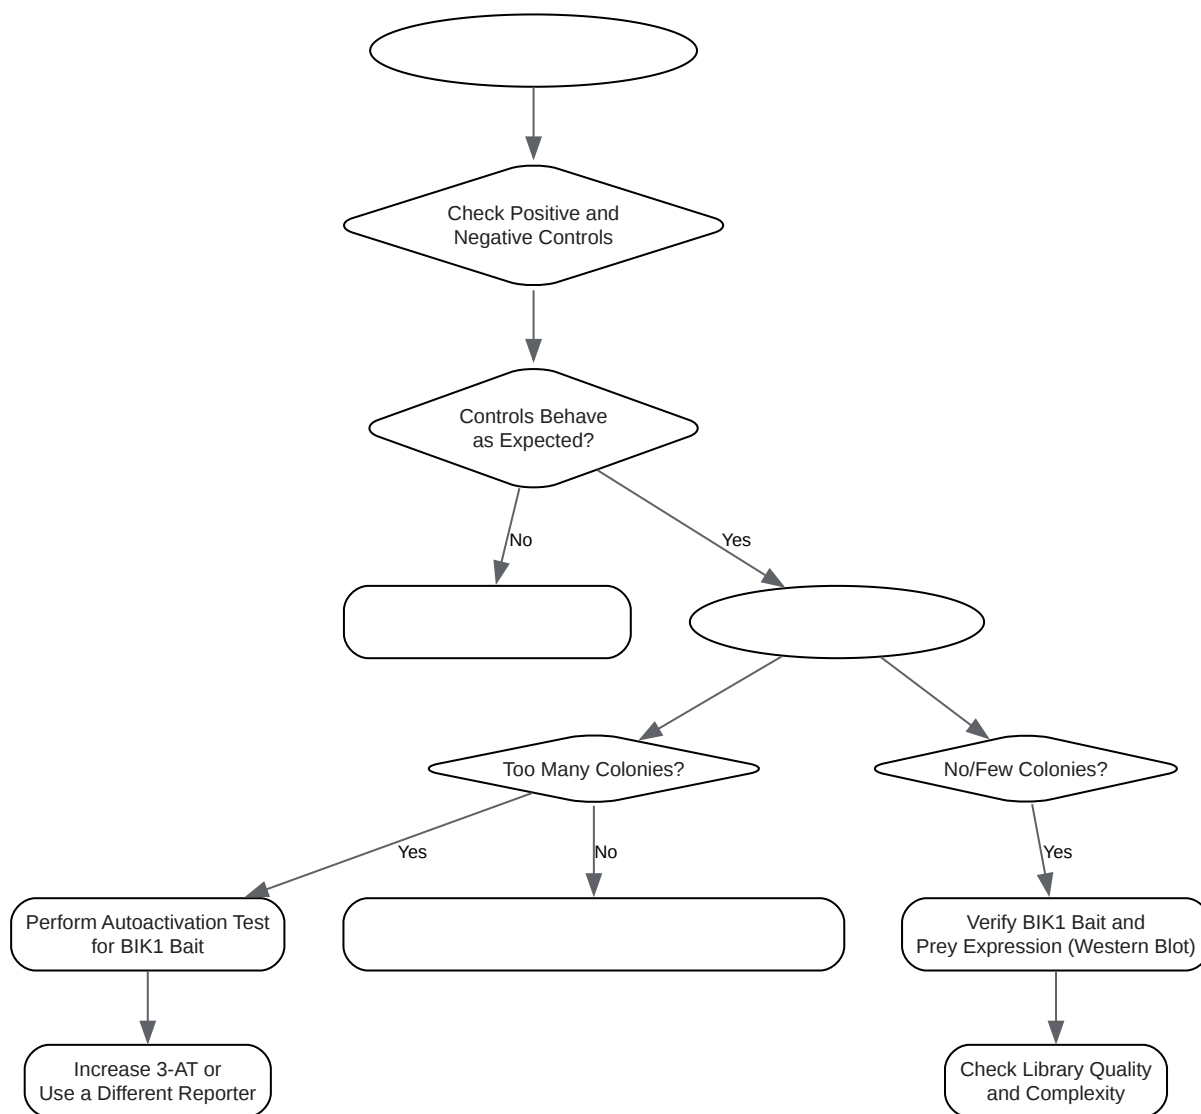 Check Positive and
Negative Controls
Controls Behave
as Expected?
No
Yes
Too Many Colonies?
No/Few Colonies?
Yes
No
Yes
Perform Autoactivation Test
for BIK1 Bait
Verify BIK1 Bait and
Prey Expression (Western Blot)
Increase 3-AT or
Use a Different Reporter
Check Library Quality
and Complexity